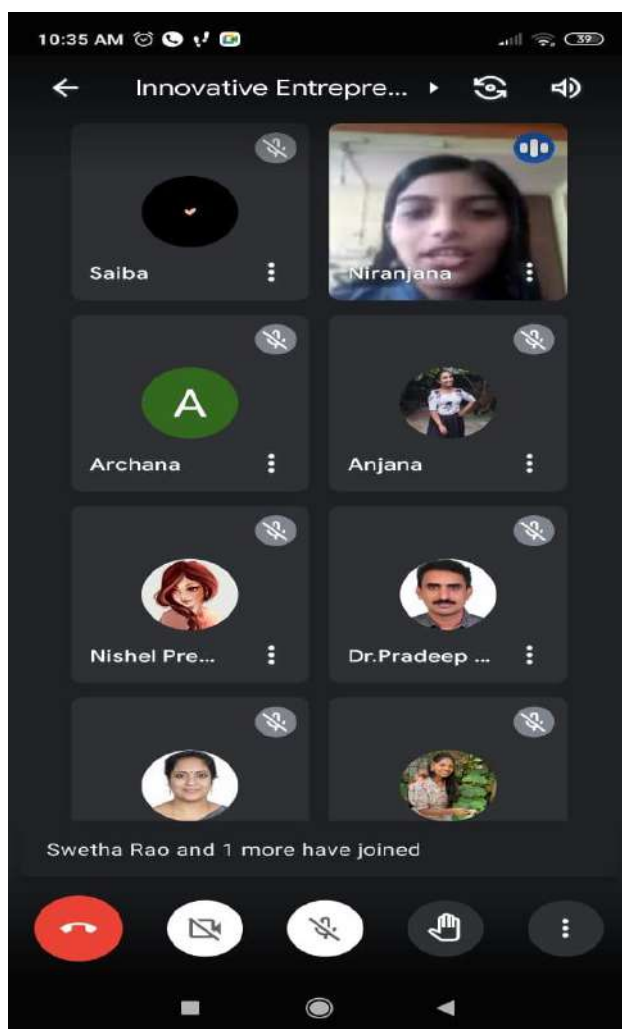 10:35 AM 39
Innovative Entrepre...
Saiba Niranjana
A
Archana Anjana
Nishel Pre... Dr.Pradeep ...
Swetha Rao and 1 more have joined